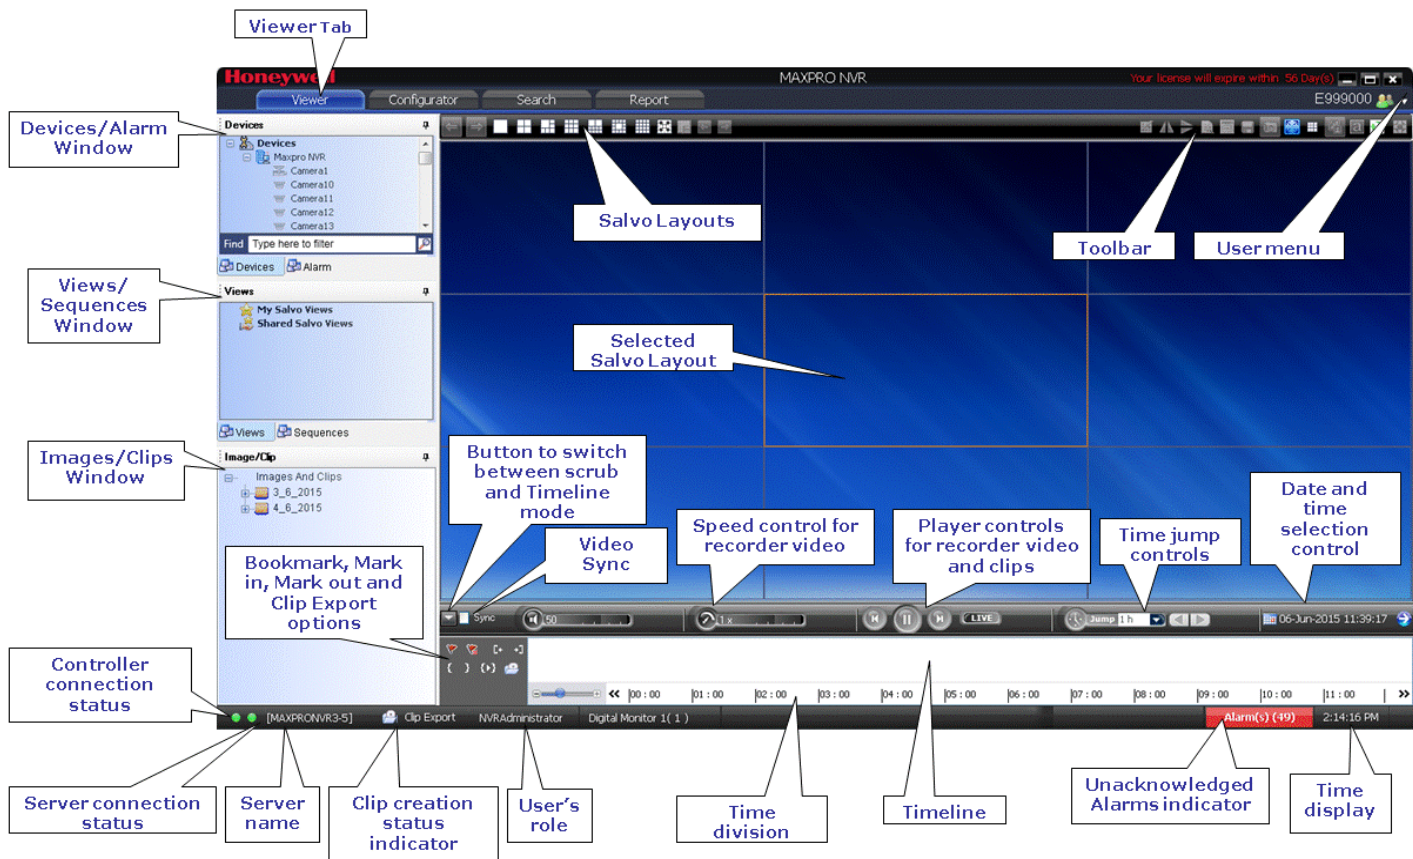 Viewer Tab
Honeywell
MAXPRO NVR
Your license will expire within 56 Day(s)
Viewer
Configurator
Search
Report
E999000
Devices/Alarm
Window
Devices
Devices
Maxpro NVR
Camera1
Camera10
Camera11
Camera12
Camera13
Find
Type here to filter
Devices
Alarm
Salvo Layouts
Toolbar
User menu
Views/
Sequences
Window
Views
My Salvo Views
Shared Salvo Views
Views
Sequences
Selected
Salvo Layout
Images/Clips
Window
Image/Clip
Images And Clips
3_6_2015
4_6_2015
Button to switch
between scrub
and Timeline
mode
Video
Sync
Speed control for
recorder video
Player controls
for recorder video
and clips
Time jump
controls
Date and
time
selection
control
Bookmark, Mark
in, Mark out and
Clip Export
options
Sync
50
1 x
LIVE
Jump
1 h
06-Jun-2015 11:39:17
00 : 00
01 : 00
02 : 00
03 : 00
04 : 00
05 : 00
06 : 00
07 : 00
08 : 00
09 : 00
10 : 00
11 : 00
Controller
connection
status
[MAXPRONVR3-5]
Clip Export
NVRAdministrator
Digital Monitor 1( 1 )
Alarm(s) (49)
2:14:16 PM
Server connection
status
Server
name
Clip creation
status
indicator
User's
role
Time
division
Timeline
Unacknowledged
Alarms indicator
Time
display